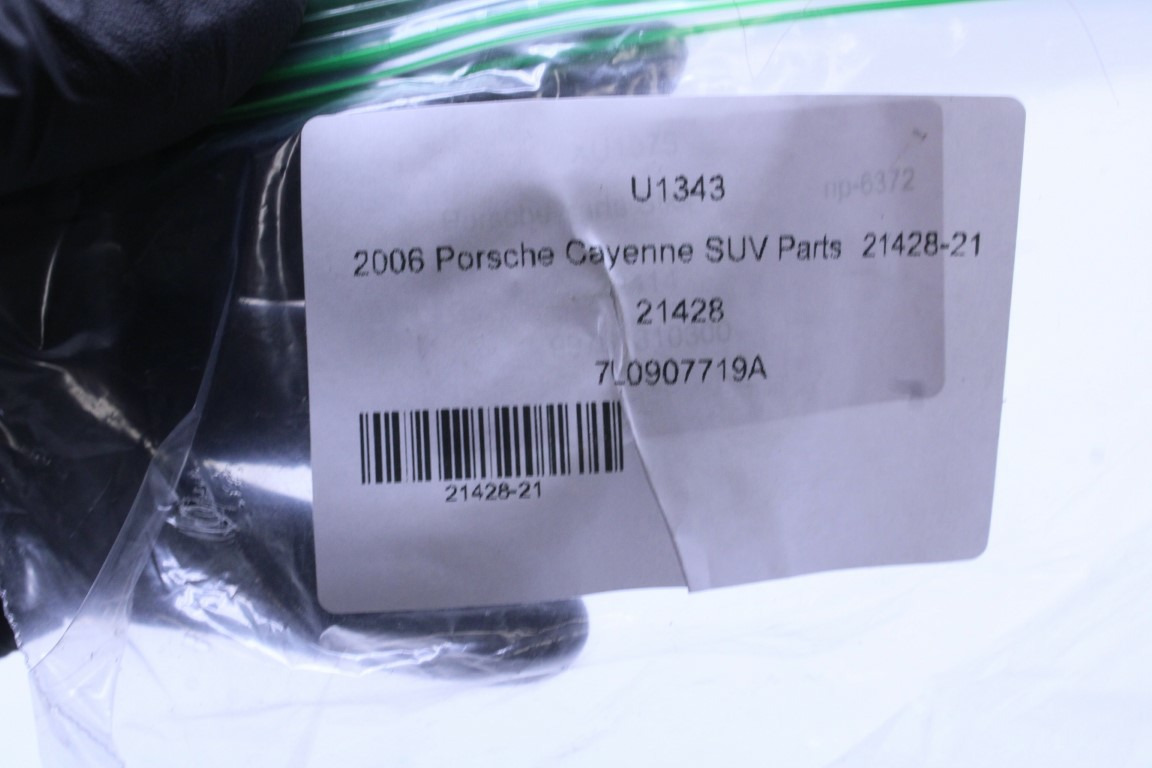 U1343
np-6372
2006 Porsche Cayenne SUV Parts 21428-21
21428
7L0907719A
21428-21